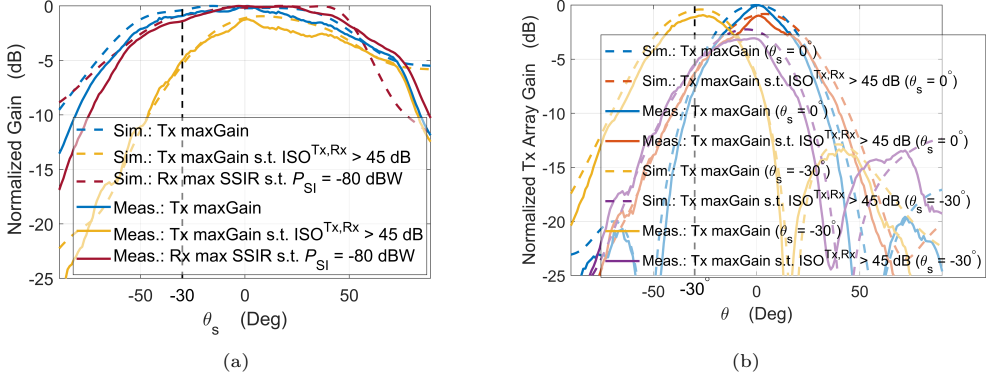 0
-5
-10
-15
-20
-25
Normalized Gain (dB)
Sim.: Tx maxGain
Sim.: Tx maxGain s.t. ISO^Tx,Rx > 45 dB
Sim.: Rx max SSIR s.t. P_SI = -80 dBW
Meas.: Tx maxGain
Meas.: Tx maxGain s.t. ISO^Tx,Rx > 45 dB
Meas.: Rx max SSIR s.t. P_SI = -80 dBW
-50 -30 0 50
θ_s (Deg)
(a)
0
-5
-10
-15
-20
-25
Normalized Tx Array Gain (dB)
Sim.: Tx maxGain (θ_s = 0°)
Sim.: Tx maxGain s.t. ISO^Tx,Rx > 45 dB (θ_s = 0°)
Meas.: Tx maxGain (θ_s = 0°)
Meas.: Tx maxGain s.t. ISO^Tx,Rx > 45 dB (θ_s = 0°)
Sim.: Tx maxGain (θ_s = -30°)
Sim.: Tx maxGain s.t. ISO^Tx,Rx > 45 dB (θ_s = -30°)
Meas.: Tx maxGain (θ_s = -30°)
Meas.: Tx maxGain s.t. ISO^Tx,Rx > 45 dB (θ_s = -30°)
-50 -30° 0 50
θ (Deg)
(b)